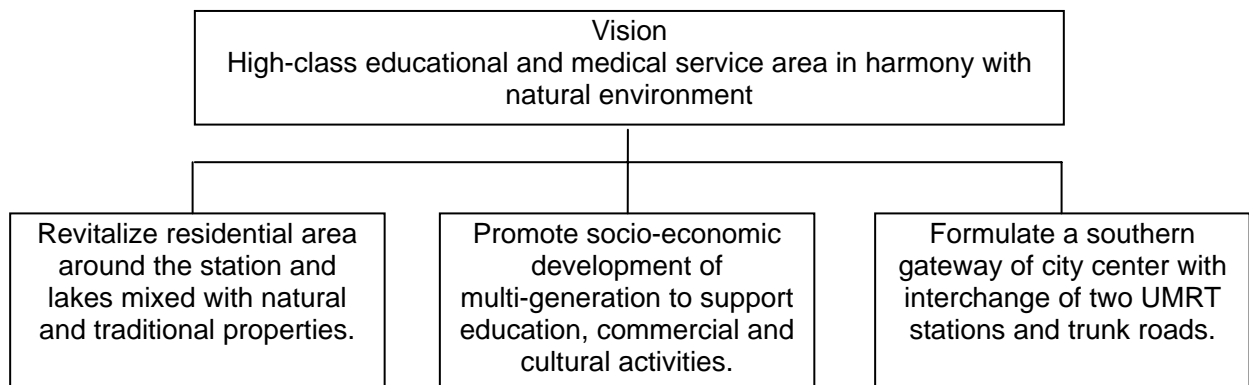 Vision
High-class educational and medical service area in harmony with
natural environment
Revitalize residential area
around the station and
lakes mixed with natural
and traditional properties.
Promote socio-economic
development of
multi-generation to support
education, commercial and
cultural activities.
Formulate a southern
gateway of city center with
interchange of two UMRT
stations and trunk roads.